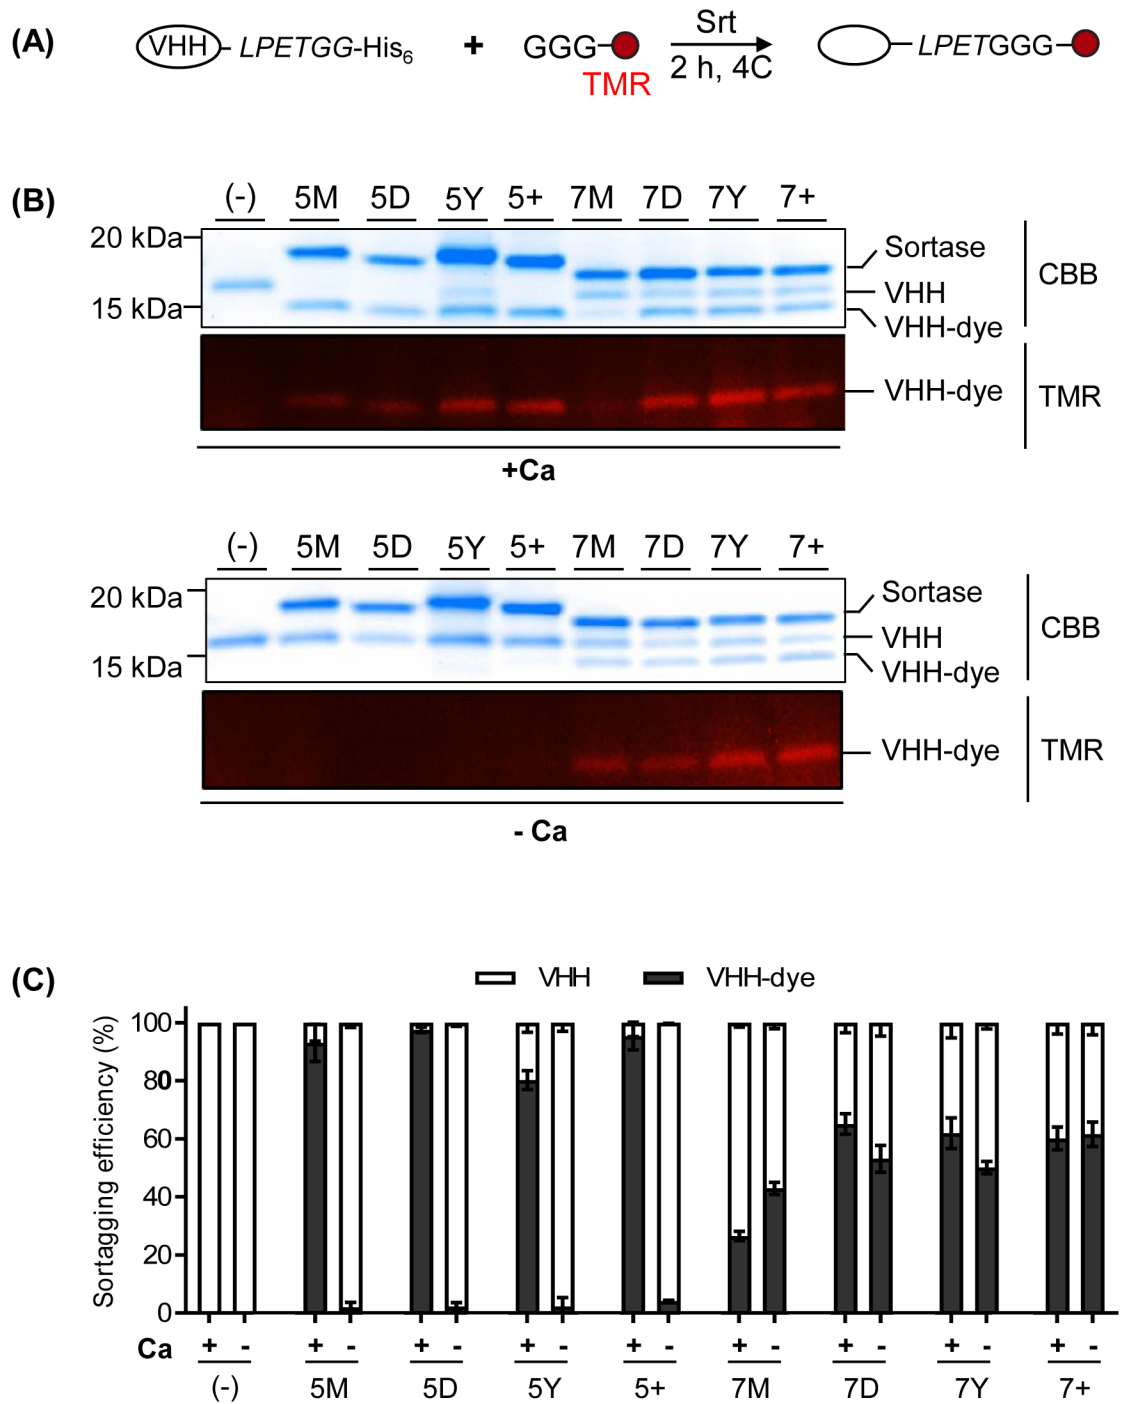 (A)
VHH LPETGG-His6 + GGG Srt LPETGGG
TMR 2 h, 4C
(B)
(-) 5M 5D 5Y 5+ 7M 7D 7Y 7+
20 kDa
15 kDa
Sortase
VHH
VHH-dye
CBB
VHH-dye
TMR
+Ca
(-) 5M 5D 5Y 5+ 7M 7D 7Y 7+
20 kDa
15 kDa
Sortase
VHH
VHH-dye
CBB
VHH-dye
TMR
- Ca
(C)
VHH VHH-dye
Sortagging efficiency (%)
100
80
60
40
20
0
Ca + - + - + - + - + - + - + - + - + -
(-) 5M 5D 5Y 5+ 7M 7D 7Y 7+